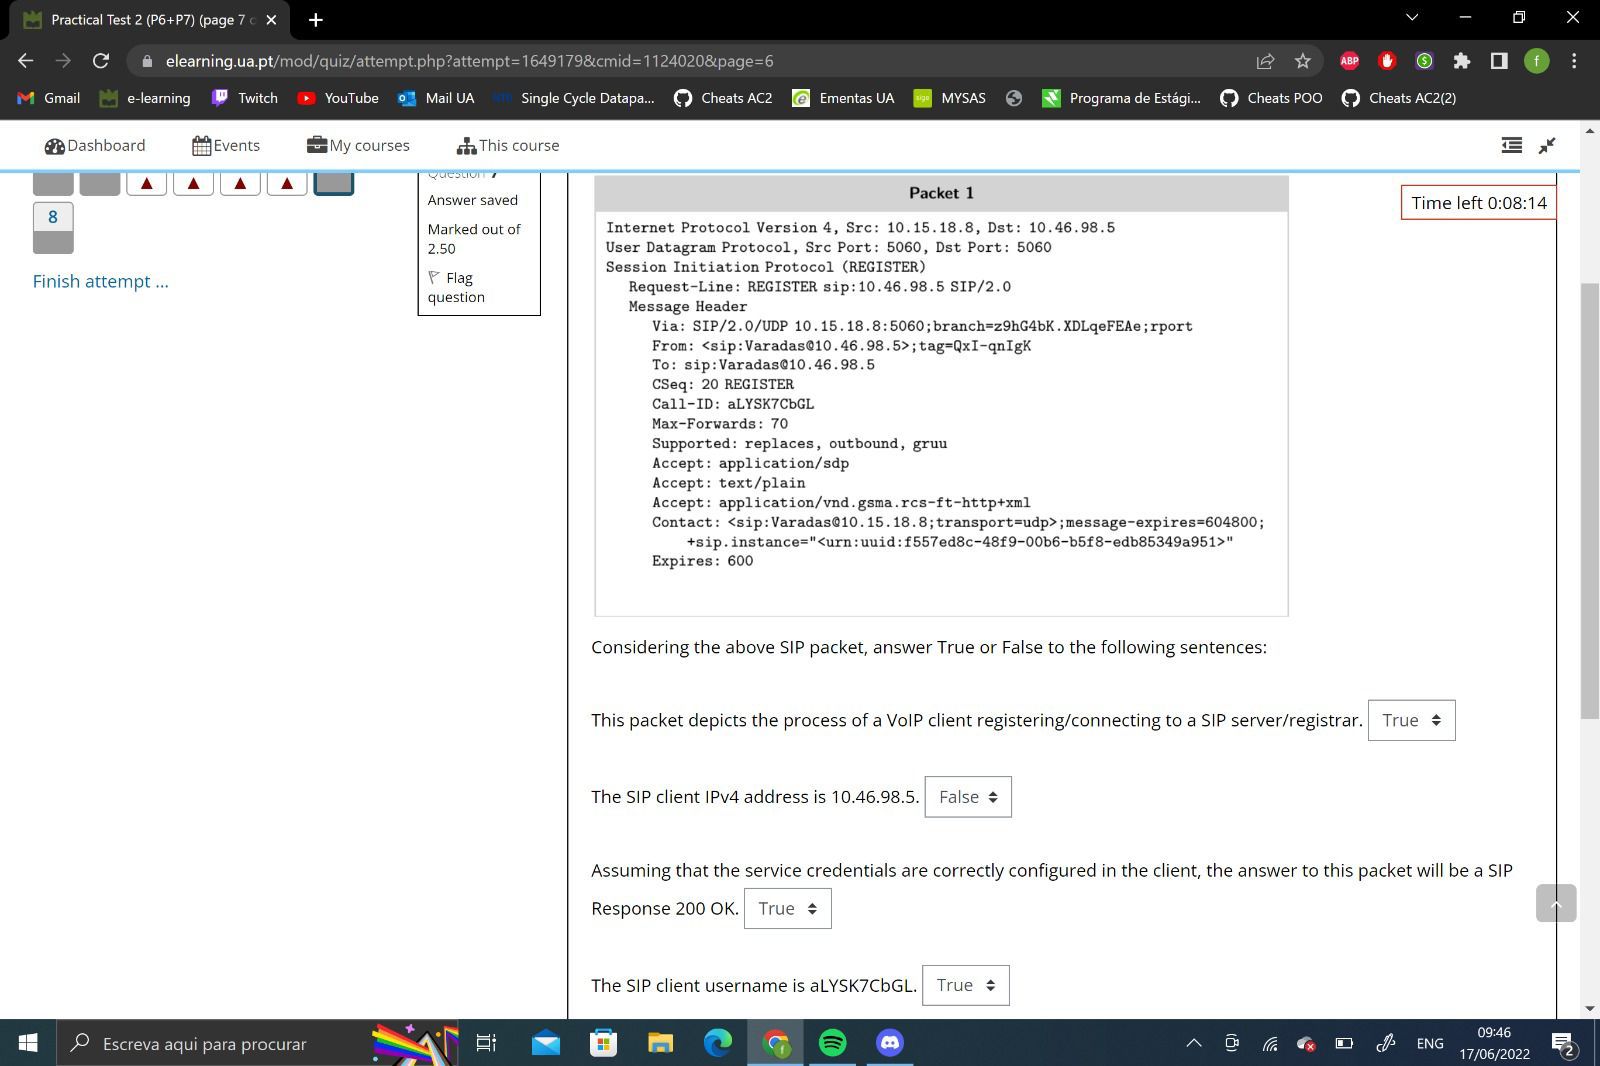 Practical Test 2 (P6+P7) (page 7 o
elearning.ua.pt/mod/quiz/attempt.php?attempt=1649179&cmid=1124020&page=6
ABP
f
Gmail e-learning Twitch YouTube Mail UA Single Cycle Datapa... Cheats AC2 Ementas UA MYSAS Programa de Estági... Cheats POO Cheats AC2(2)
Dashboard Events My courses This course
8
Finish attempt ...
Question 7
Answer saved
Marked out of
2.50
Flag
question
Time left 0:08:14
Packet 1
Internet Protocol Version 4, Src: 10.15.18.8, Dst: 10.46.98.5
User Datagram Protocol, Src Port: 5060, Dst Port: 5060
Session Initiation Protocol (REGISTER)
Request-Line: REGISTER sip:10.46.98.5 SIP/2.0
Message Header
Via: SIP/2.0/UDP 10.15.18.8:5060;branch=z9hG4bK.XDLqeFEAe;rport
From: <sip:Varadas@10.46.98.5>;tag=QxI-qnIgK
To: sip:Varadas@10.46.98.5
CSeq: 20 REGISTER
Call-ID: aLYSK7CbGL
Max-Forwards: 70
Supported: replaces, outbound, gruu
Accept: application/sdp
Accept: text/plain
Accept: application/vnd.gsma.rcs-ft-http+xml
Contact: <sip:Varadas@10.15.18.8;transport=udp>;message-expires=604800;
+sip.instance="<urn:uuid:f557ed8c-48f9-00b6-b5f8-edb85349a951>"
Expires: 600
Considering the above SIP packet, answer True or False to the following sentences:
This packet depicts the process of a VoIP client registering/connecting to a SIP server/registrar. True
The SIP client IPv4 address is 10.46.98.5. False
Assuming that the service credentials are correctly configured in the client, the answer to this packet will be a SIP
Response 200 OK. True
The SIP client username is aLYSK7CbGL. True
Escreva aqui para procurar
ENG
09:46
17/06/2022
2